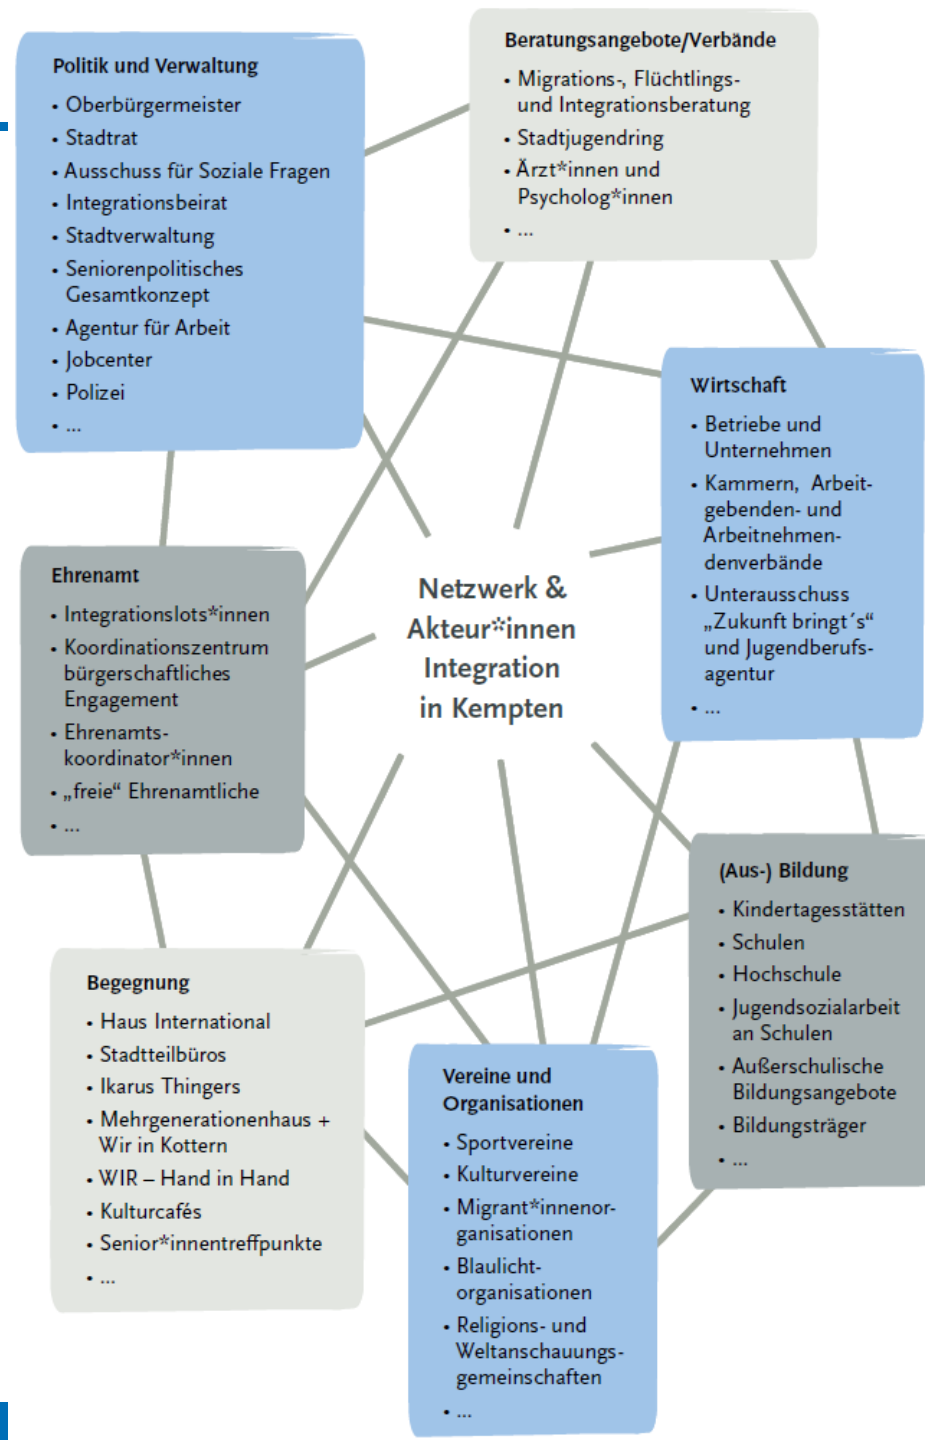 Politik und Verwaltung
• Oberbürgermeister
• Stadtrat
• Ausschuss für Soziale Fragen
• Integrationsbeirat
• Stadtverwaltung
• Seniorenpolitisches
Gesamtkonzept
• Agentur für Arbeit
• Jobcenter
• Polizei
• ...
Beratungsangebote/Verbände
• Migrations-, Flüchtlings-
und Integrationsberatung
• Stadtjugendring
• Ärzt*innen und
Psycholog*innen
• ...
Wirtschaft
• Betriebe und
Unternehmen
• Kammern, Arbeit-
gebenden- und
Arbeitnehmen-
denverbände
• Unterausschuss
„Zukunft bringt´s“
und Jugendberufs-
agentur
• ...
Ehrenamt
• Integrationslots*innen
• Koordinationszentrum
bürgerschaftliches
Engagement
• Ehrenamts-
koordinator*innen
• „freie“ Ehrenamtliche
• ...
Netzwerk &
Akteur*innen
Integration
in Kempten
(Aus-) Bildung
• Kindertagesstätten
• Schulen
• Hochschule
• Jugendsozialarbeit
an Schulen
• Außerschulische
Bildungsangebote
• Bildungsträger
• ...
Begegnung
• Haus International
• Stadtteilbüros
• Ikarus Thingers
• Mehrgenerationenhaus +
Wir in Kottern
• WIR – Hand in Hand
• Kulturcafés
• Senior*innentreffpunkte
• ...
Vereine und
Organisationen
• Sportvereine
• Kulturvereine
• Migrant*innenor-
ganisationen
• Blaulicht-
organisationen
• Religions- und
Weltanschauungs-
gemeinschaften
• ...